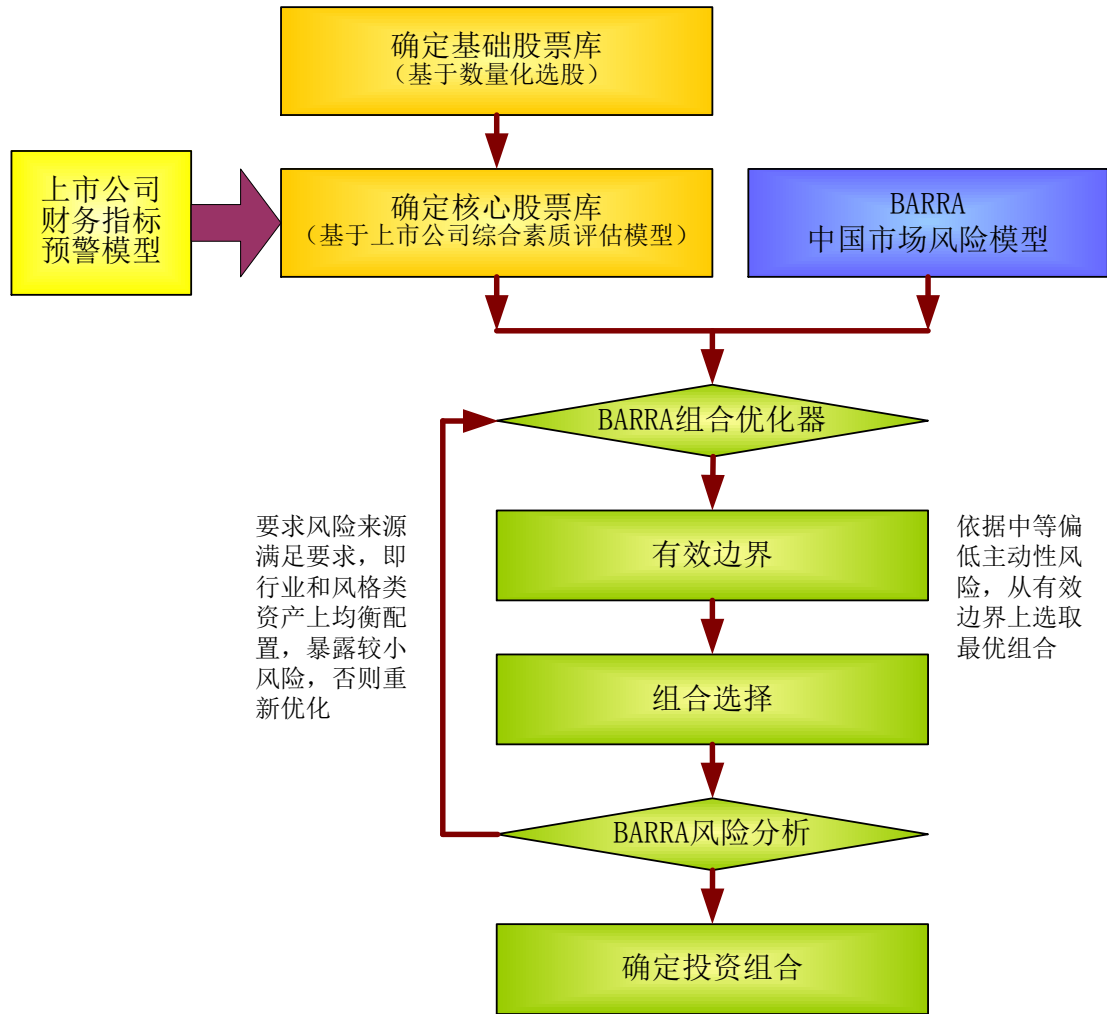 确定基础股票库
（基于数量化选股）
上市公司
财务指标
预警模型
确定核心股票库
（基于上市公司综合素质评估模型）
BARRA
中国市场风险模型
BARRA组合优化器
要求风险来源
满足要求，即
行业和风格类
资产上均衡配
置，暴露较小
风险，否则重
新优化
有效边界
依据中等偏
低主动性风
险，从有效
边界上选取
最优组合
组合选择
BARRA风险分析
确定投资组合